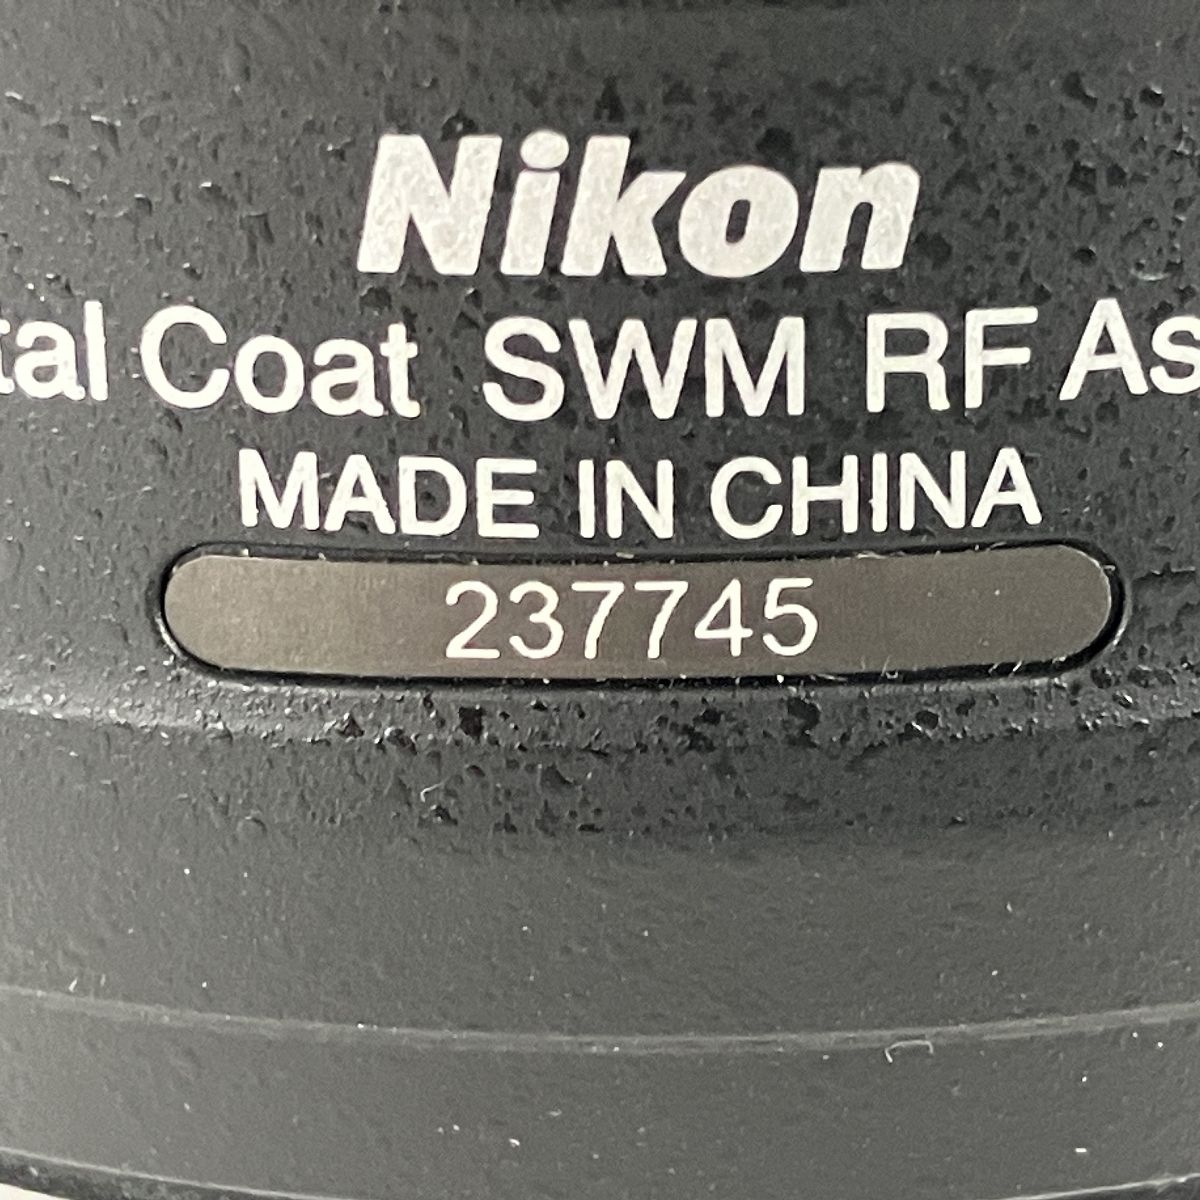 Nikon
tal Coat SWM RF As
MADE IN CHINA
237745